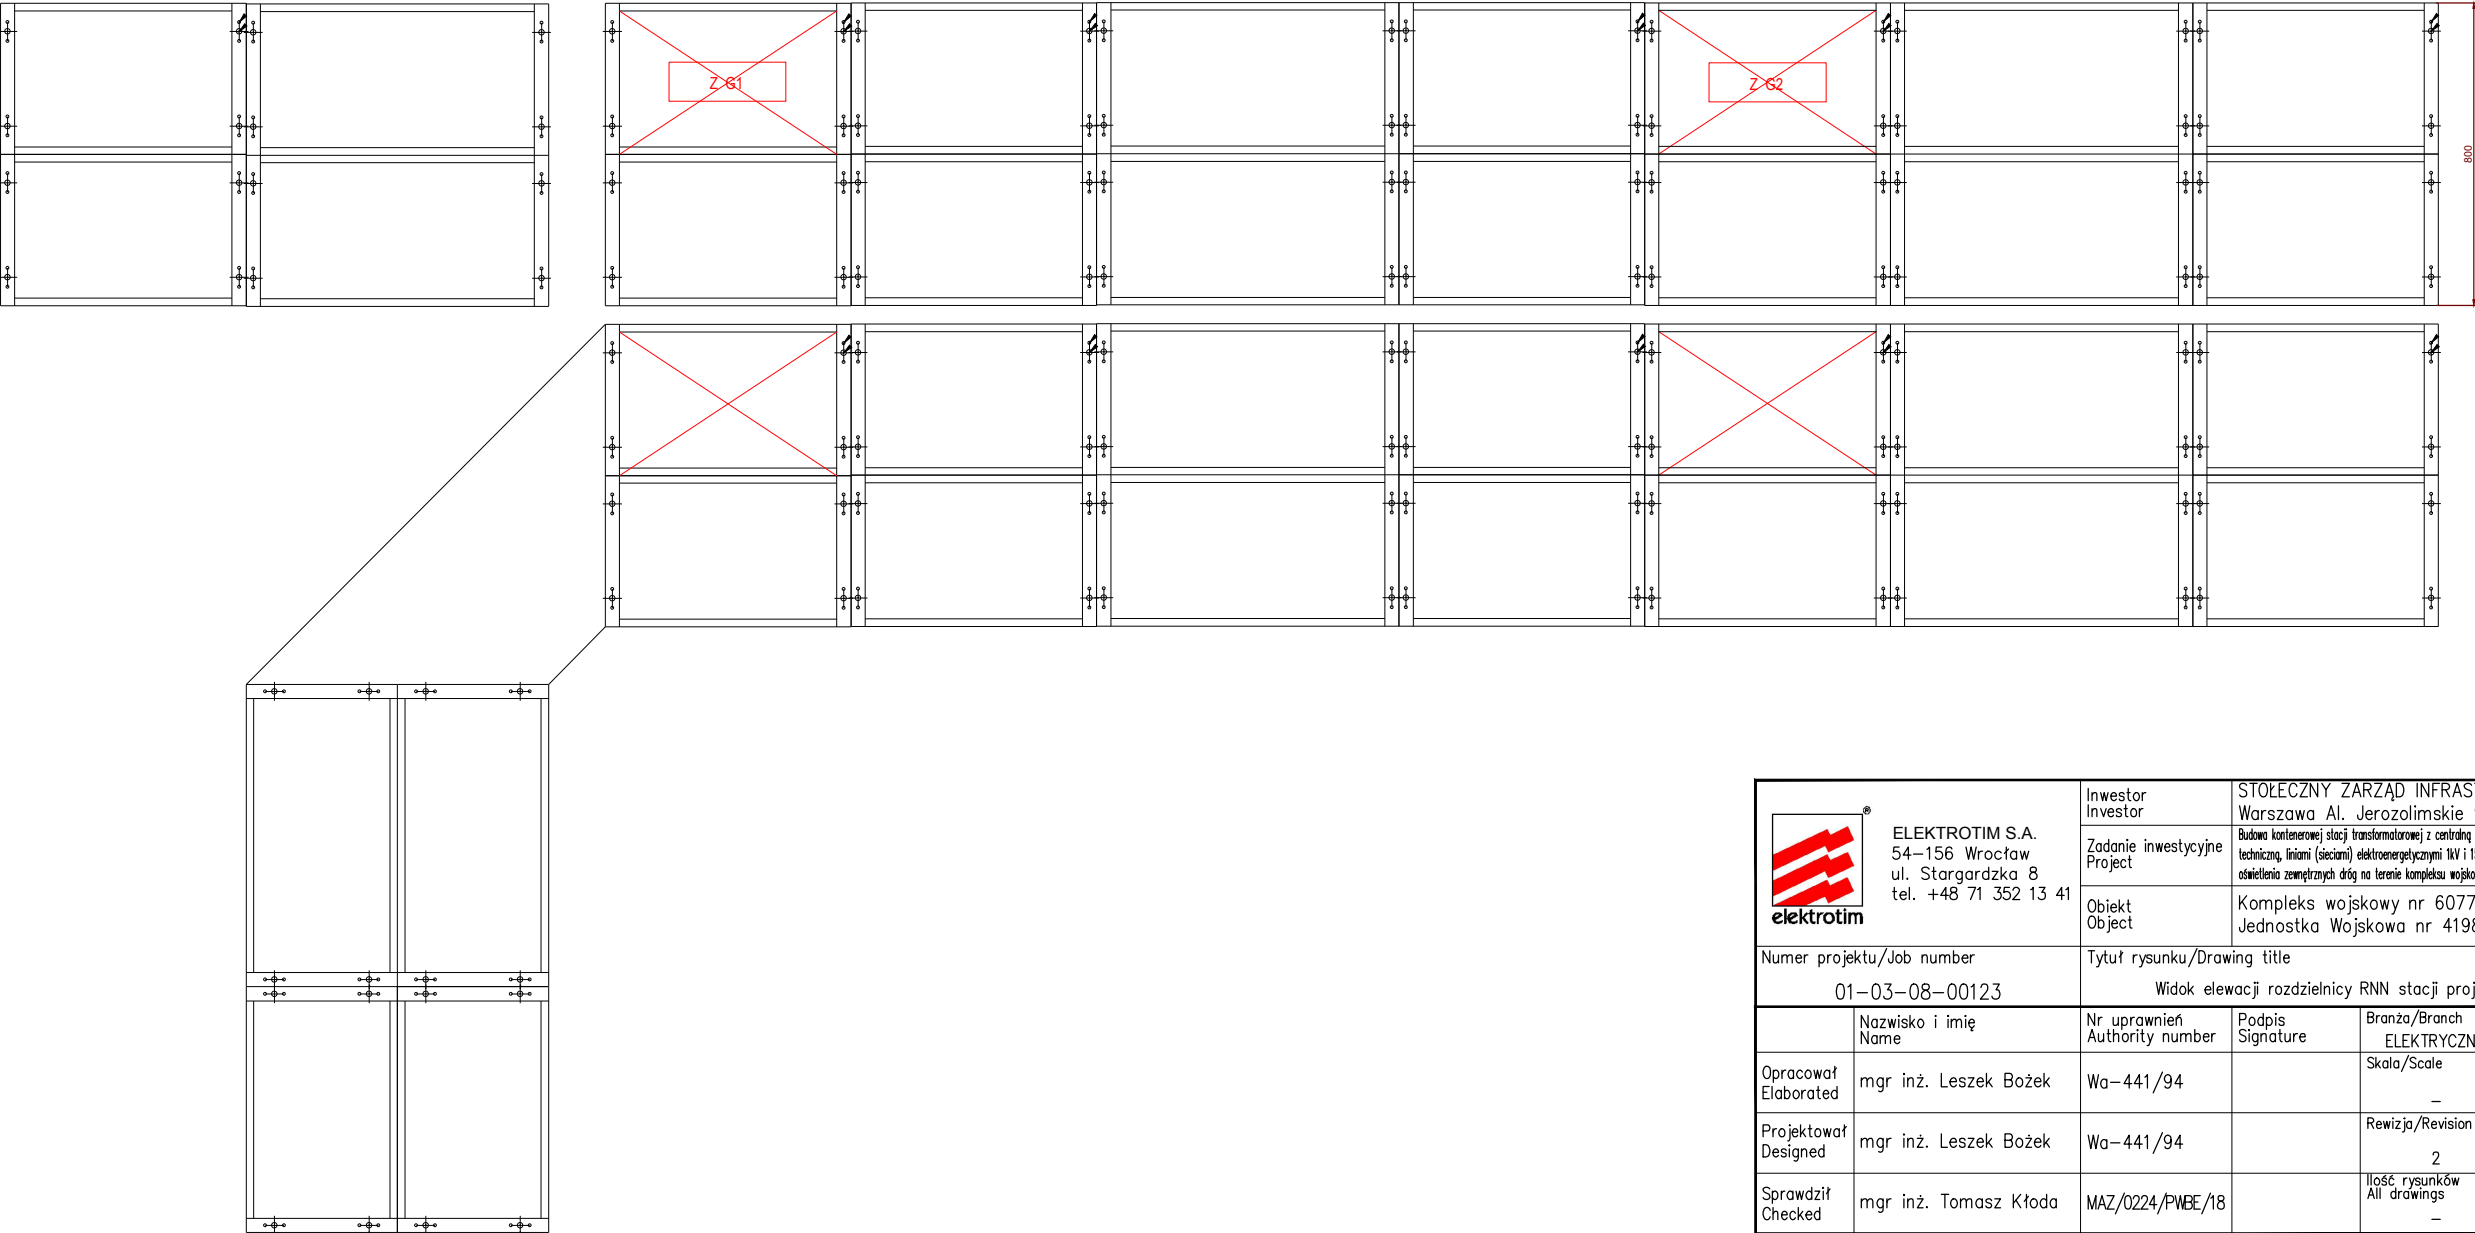 Z G1
Z G2
800
®
elektrotim
ELEKTROTIM S.A.
54-156 Wrocław
ul. Stargardzka 8
tel. +48 71 352 13 41
Inwestor
Investor
STOŁECZNY ZARZĄD INFRAST
Warszawa Al. Jerozolimskie
Zadanie inwestycyjne
Project
Budowa kontenerowej stacji transformatorowej z centralną
techniczną, liniami (sieciami) elektroenergetycznymi 1kV i 15
oświetlenia zewnętrznych dróg na terenie kompleksu wojsko
Obiekt
Object
Kompleks wojskowy nr 6077
Jednostka Wojskowa nr 4198
Numer projektu/Job number
01-03-08-00123
Tytuł rysunku/Drawing title
Widok elewacji rozdzielnicy RNN stacji proj
Nazwisko i imię
Name
Nr uprawnień
Authority number
Podpis
Signature
Branża/Branch
ELEKTRYCZN
Opracował
Elaborated
mgr inż. Leszek Bożek
Wa-441/94
Skala/Scale
-
Projektował
Designed
mgr inż. Leszek Bożek
Wa-441/94
Rewizja/Revision
2
Sprawdził
Checked
mgr inż. Tomasz Kłoda
MAZ/0224/PWBE/18
Ilość rysunków
All drawings
-